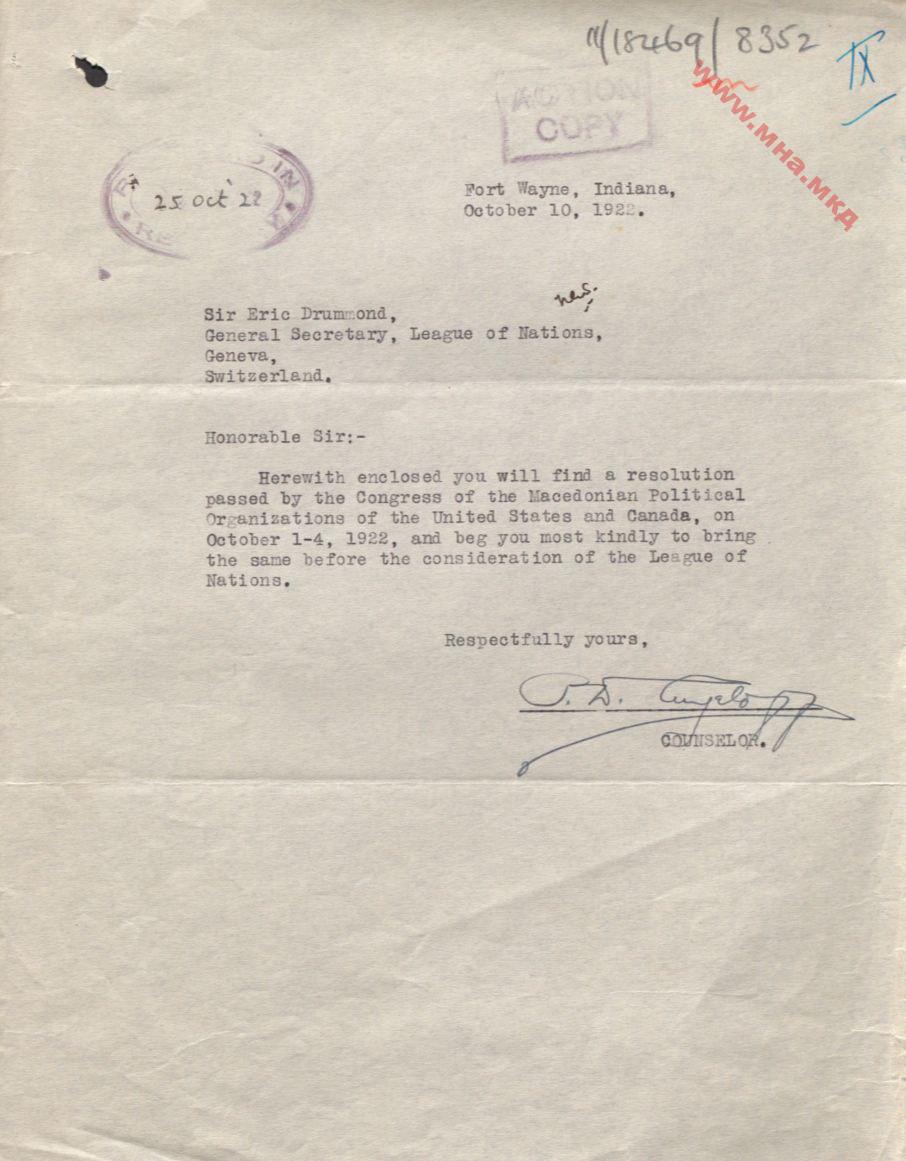 11/18469/8352
IX
ACTION
COPY
www.мна.мкд
25 Oct 22
Fort Wayne, Indiana,
October 10, 1922.
Sir Eric Drummond,
General Secretary, League of Nations,
Geneva,
Switzerland.
Honorable Sir:-
Herewith enclosed you will find a resolution
passed by the Congress of the Macedonian Political
Organizations of the United States and Canada, on
October 1-4, 1922, and beg you most kindly to bring
the same before the consideration of the League of
Nations.
Respectfully yours,
COUNSELOR.